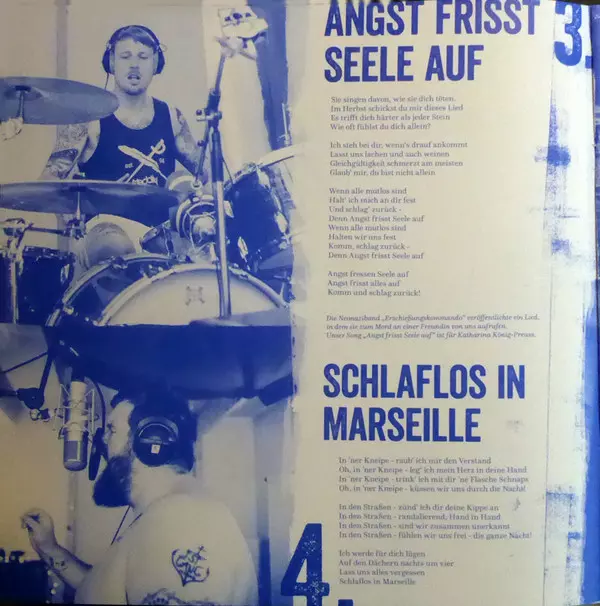 ANGST FRISST
SEELE AUF
3.
Sie singen davon, wie sie dich töten.
Im Herbst schickst du mir dieses Lied
Es trifft dich härter als jeder Stein
Wie oft fühlst du dich allein?
Ich steh bei dir, wenn's drauf ankommt
Lasst uns lachen und auch weinen
Gleichgültigkeit schmerzt am meisten
Glaub' mir, du bist nicht allein
Wenn alle mutlos sind
Halt' ich mich an dir fest
Und schlag' zurück -
Denn Angst frisst Seele auf
Wenn alle mutlos sind
Halten wir uns fest
Komm, schlag zurück -
Denn Angst frisst Seele auf
Angst fressen Seele auf
Angst frisst alles auf
Komm und schlag zurück!
Die Neonaziband „Erschießungskommando“ veröffentlichte ein Lied,
in dem sie zum Mord an einer Freundin von uns aufrufen.
Unser Song „Angst frisst Seele auf“ ist für Katharina König-Preuss.
SCHLAFLOS IN
MARSEILLE
In 'ner Kneipe - raub' ich mir den Verstand
Oh, in 'ner Kneipe - leg' ich mein Herz in deine Hand
In 'ner Kneipe - trink' ich mit dir 'ne Flasche Schnaps
Oh, in 'ner Kneipe - küssen wir uns durch die Nacht!
In den Straßen - zünd' ich dir deine Kippe an
In den Straßen - randalierend, Hand in Hand
In den Straßen - sind wir zusammen unerkannt
In den Straßen - fühlen wir uns frei - die ganze Nacht!
Ich werde für dich lügen
Auf den Dächern nachts um vier
Lass uns alles vergessen
Schlaflos in Marseille
4.